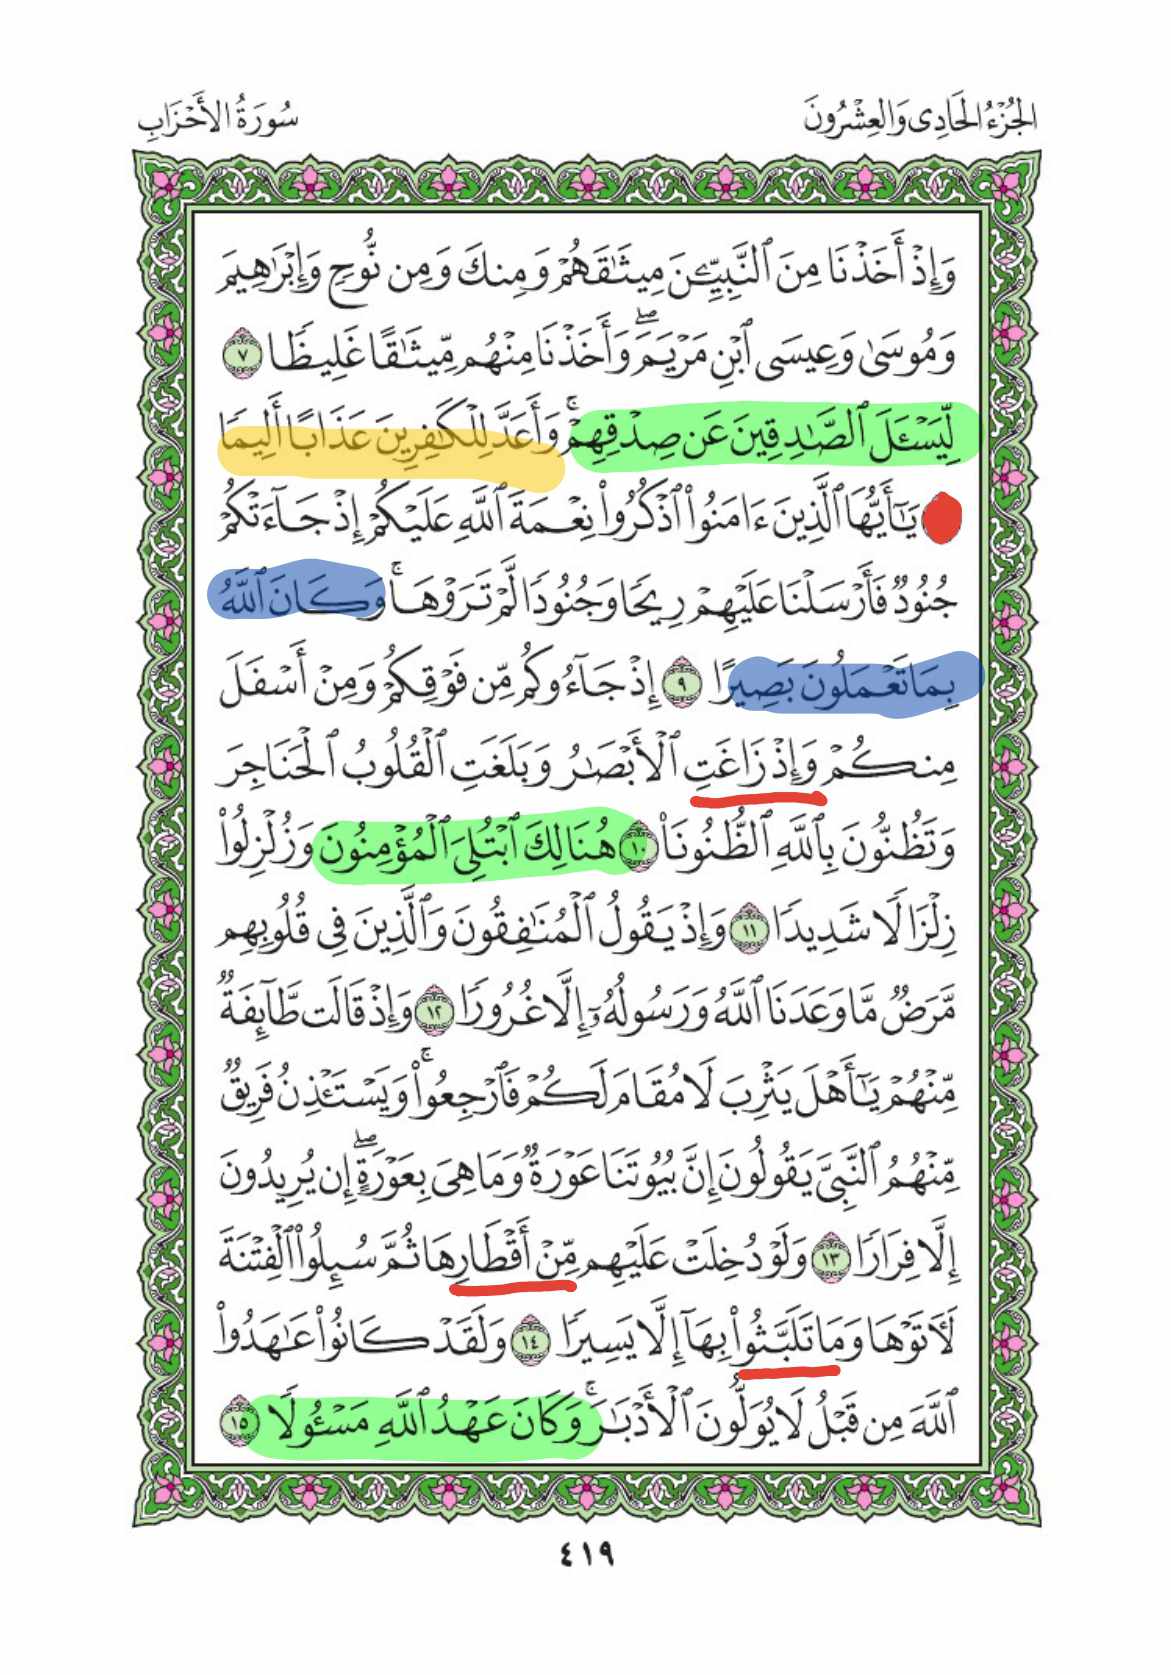 الجُزْءُ الحَادِي وَالعِشْرُونَ
سُورَةُ الأَحْزَابِ
وَإِذْ أَخَذْنَا مِنَ ٱلنَّبِيِّـۧنَ مِيثَٰقَهُمْ وَمِنكَ وَمِن نُّوحٍ وَإِبْرَٰهِيمَ
وَمُوسَىٰ وَعِيسَى ٱبْنِ مَرْيَمَۖ وَأَخَذْنَا مِنْهُم مِّيثَٰقًا غَلِيظًا ٧
لِّيَسْـَٔلَ ٱلصَّٰدِقِينَ عَن صِدْقِهِمْۚ وَأَعَدَّ لِلْكَٰفِرِينَ عَذَابًا أَلِيمًا
يَٰٓأَيُّهَا ٱلَّذِينَ ءَامَنُوا۟ ٱذْكُرُوا۟ نِعْمَةَ ٱللَّهِ عَلَيْكُمْ إِذْ جَآءَتْكُمْ
جُنُودٌ فَأَرْسَلْنَا عَلَيْهِمْ رِيحًا وَجُنُودًا لَّمْ تَرَوْهَاۚ وَكَانَ ٱللَّهُ
بِمَا تَعْمَلُونَ بَصِيرًا ٩ إِذْ جَآءُوكُم مِّن فَوْقِكُمْ وَمِنْ أَسْفَلَ
مِنكُمْ وَإِذْ زَاغَتِ ٱلْأَبْصَٰرُ وَبَلَغَتِ ٱلْقُلُوبُ ٱلْحَنَاجِرَ
وَتَظُنُّونَ بِٱللَّهِ ٱلظُّنُونَا۠ ١٠ هُنَالِكَ ٱبْتُلِيَ ٱلْمُؤْمِنُونَ وَزُلْزِلُوا۟
زِلْزَالًا شَدِيدًا ١١ وَإِذْ يَقُولُ ٱلْمُنَٰفِقُونَ وَٱلَّذِينَ فِى قُلُوبِهِم
مَّرَضٌ مَّا وَعَدَنَا ٱللَّهُ وَرَسُولُهُۥٓ إِلَّا غُرُورًا ١٢ وَإِذْ قَالَت طَّآئِفَةٌ
مِّنْهُمْ يَٰٓأَهْلَ يَثْرِبَ لَا مُقَامَ لَكُمْ فَٱرْجِعُوا۟ۚ وَيَسْتَـْٔذِنُ فَرِيقٌ
مِّنْهُمُ ٱلنَّبِىَّ يَقُولُونَ إِنَّ بُيُوتَنَا عَوْرَةٌ وَمَا هِىَ بِعَوْرَةٍۖ إِن يُرِيدُونَ
إِلَّا فِرَارًا ١٣ وَلَوْ دُخِلَتْ عَلَيْهِم مِّنْ أَقْطَارِهَا ثُمَّ سُئِلُوا۟ ٱلْفِتْنَةَ
لَـَٔاتَوْهَا وَمَا تَلَبَّثُوا۟ بِهَآ إِلَّا يَسِيرًا ١٤ وَلَقَدْ كَانُوا۟ عَٰهَدُوا۟
ٱللَّهَ مِن قَبْلُ لَا يُوَلُّونَ ٱلْأَدْبَٰرَۚ وَكَانَ عَهْدُ ٱللَّهِ مَسْـُٔولًا ١٥
٤١٩